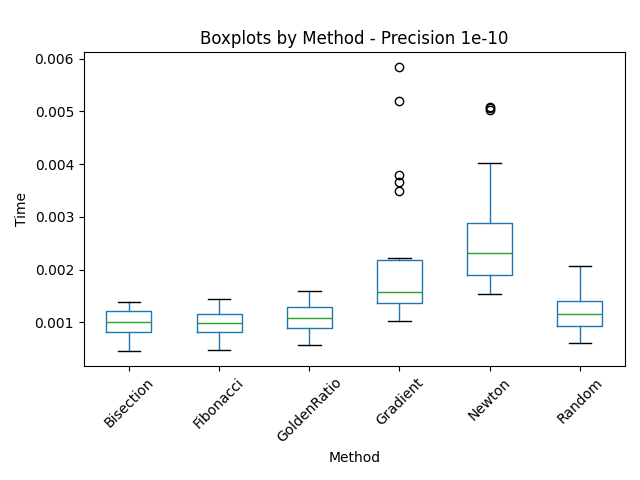 Boxplots by Method - Precision 1e-10
0.006
0.005
0.004
0.003
0.002
0.001
Time
Bisection
Fibonacci
GoldenRatio
Gradient
Newton
Random
Method